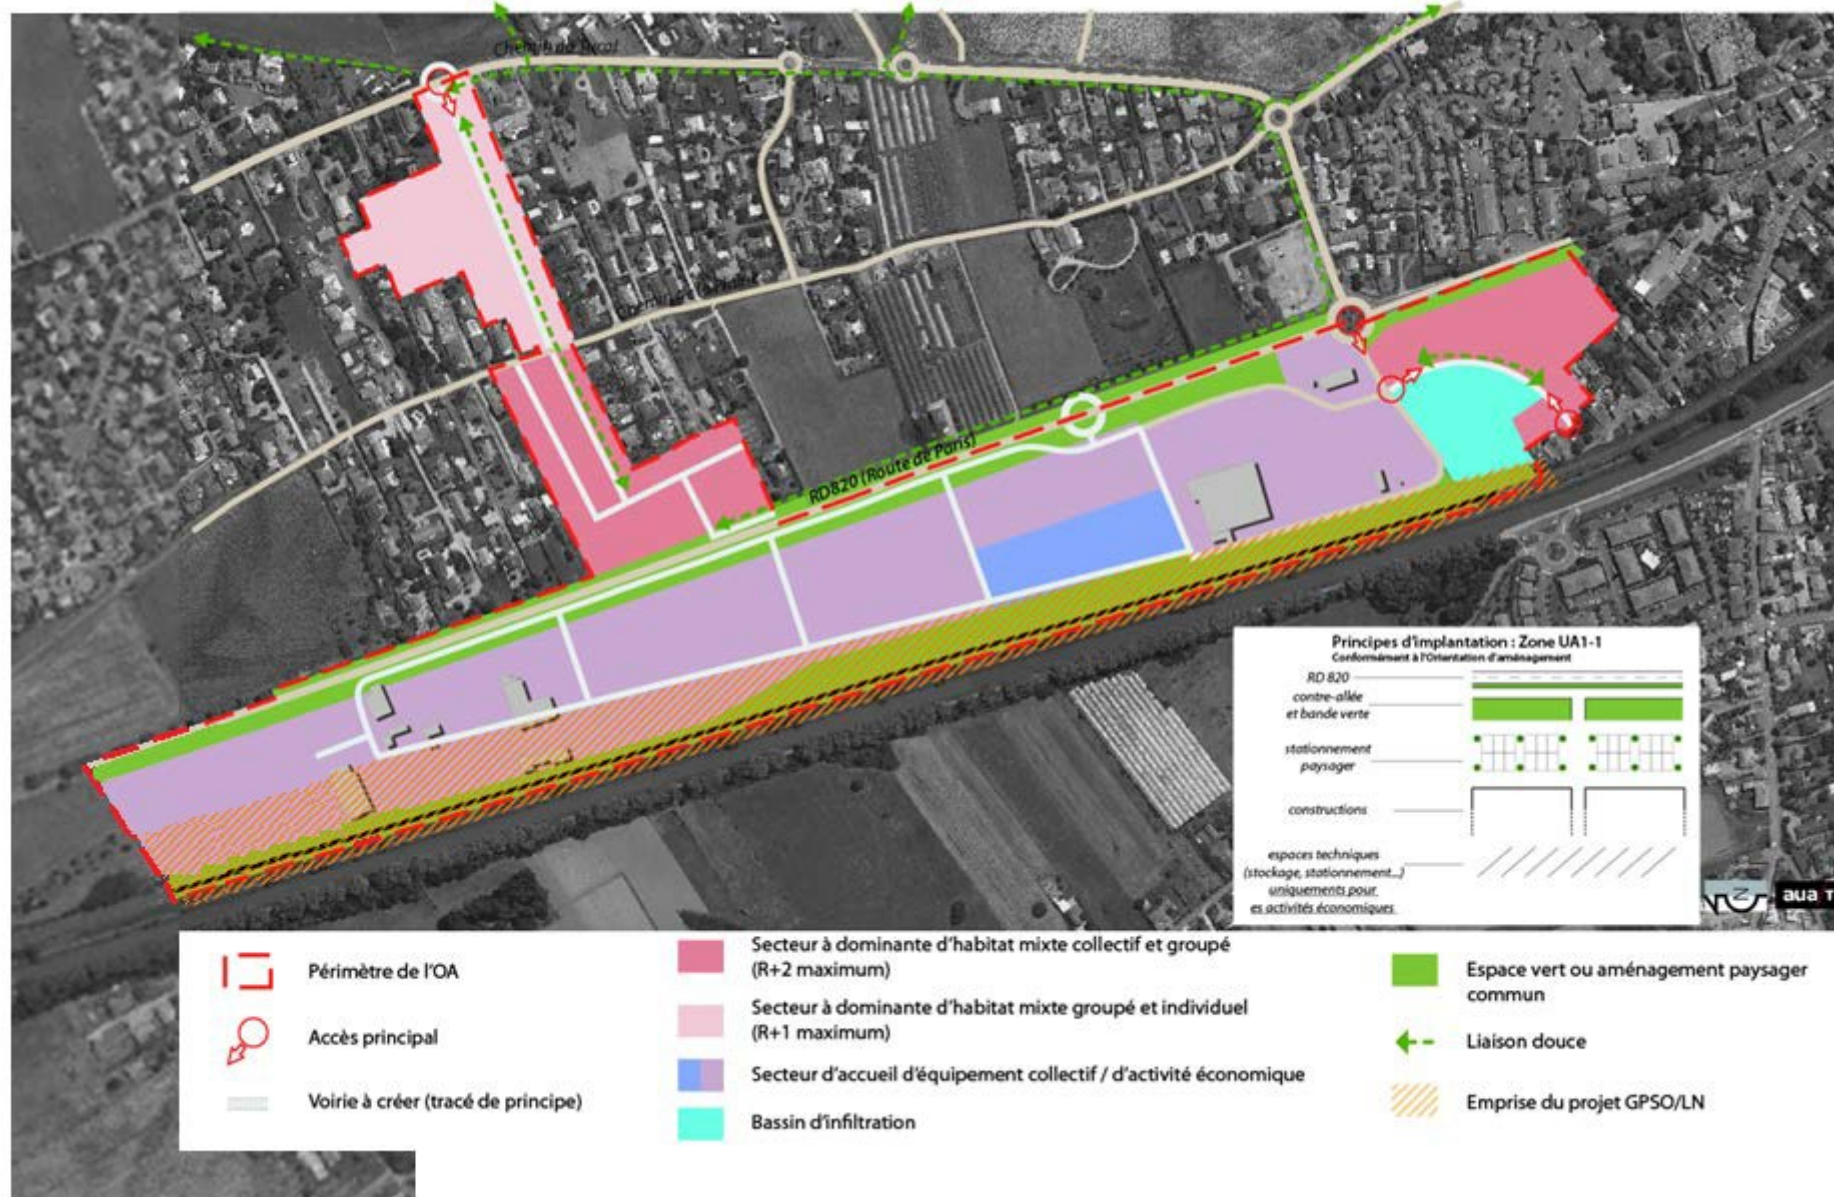 Chemin du Tucol
RD820 (Route de Paris)
Principes d'implantation : Zone UA1-1
Conformément à l'Orientation d'aménagement
RD 820
contre-allée
et bande verte
stationnement
paysager
constructions
espaces techniques
(stockage, stationnement...)
uniquements pour
es activités économiques
N
aua/T
Périmètre de l'OA
Accès principal
Voirie à créer (tracé de principe)
Secteur à dominante d'habitat mixte collectif et groupé
(R+2 maximum)
Secteur à dominante d'habitat mixte groupé et individuel
(R+1 maximum)
Secteur d'accueil d'équipement collectif / d'activité économique
Bassin d'infiltration
Espace vert ou aménagement paysager
commun
Liaison douce
Emprise du projet GPSO/LN